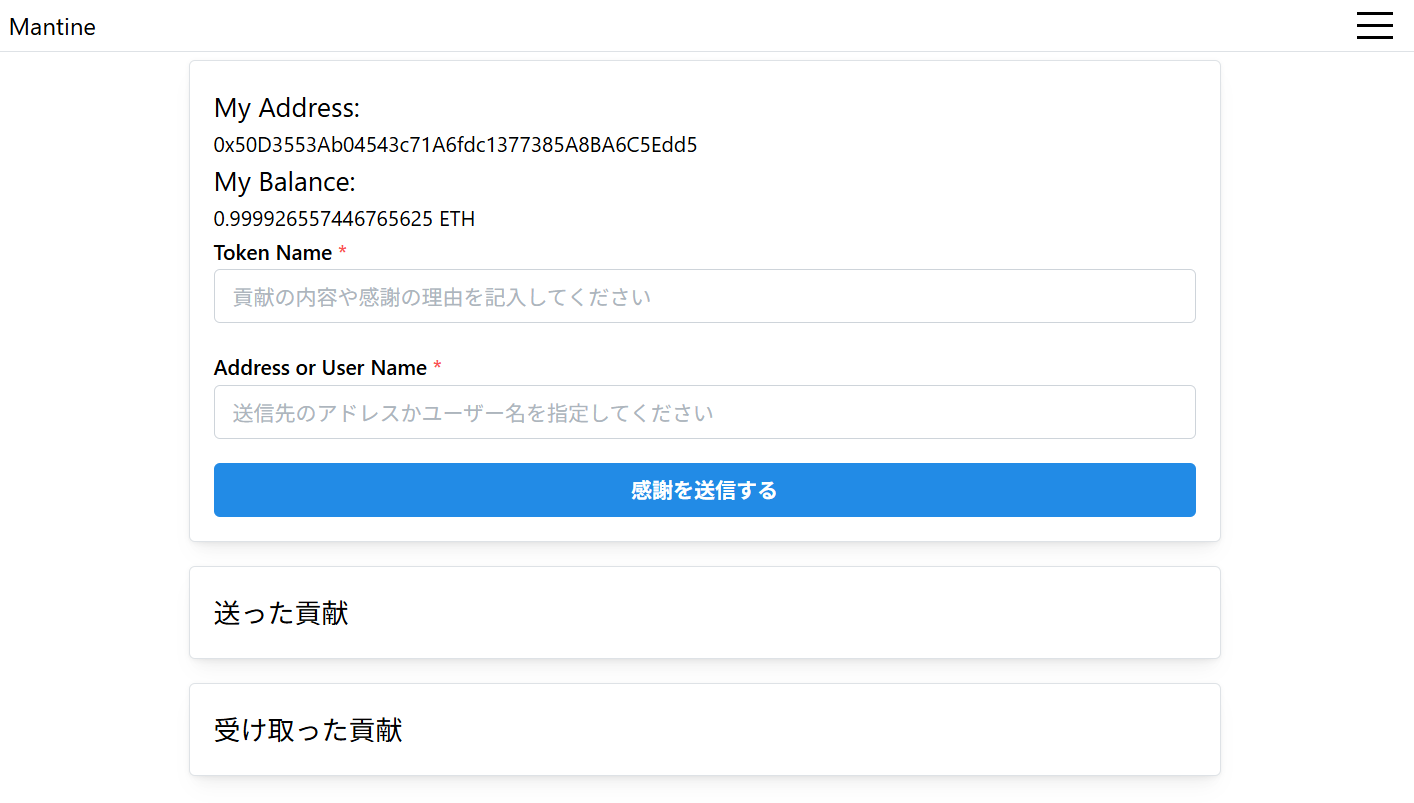 Mantine
My Address:
0x50D3553Ab04543c71A6fdc1377385A8BA6C5Edd5
My Balance:
0.999926557446765625 ETH
Token Name *
貢献の内容や感謝の理由を記入してください
Address or User Name *
送信先のアドレスかユーザー名を指定してください
感謝を送信する
送った貢献
受け取った貢献